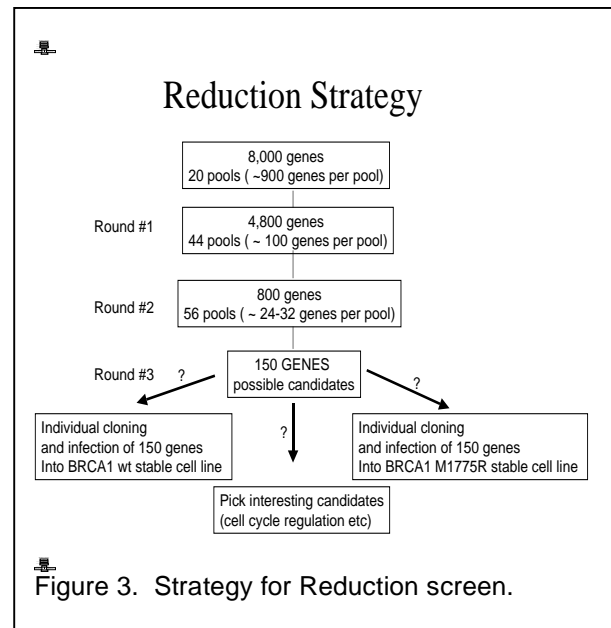 Reduction Strategy
8,000 genes
20 pools ( ~900 genes per pool)
Round #1
4,800 genes
44 pools ( ~ 100 genes per pool)
Round #2
800 genes
56 pools ( ~ 24-32 genes per pool)
Round #3
?
150 GENES
possible candidates
?
?
Individual cloning
and infection of 150 genes
Into BRCA1 wt stable cell line
Individual cloning
and infection of 150 genes
Into BRCA1 M1775R stable cell line
Pick interesting candidates
(cell cycle regulation etc)
Figure 3. Strategy for Reduction screen.